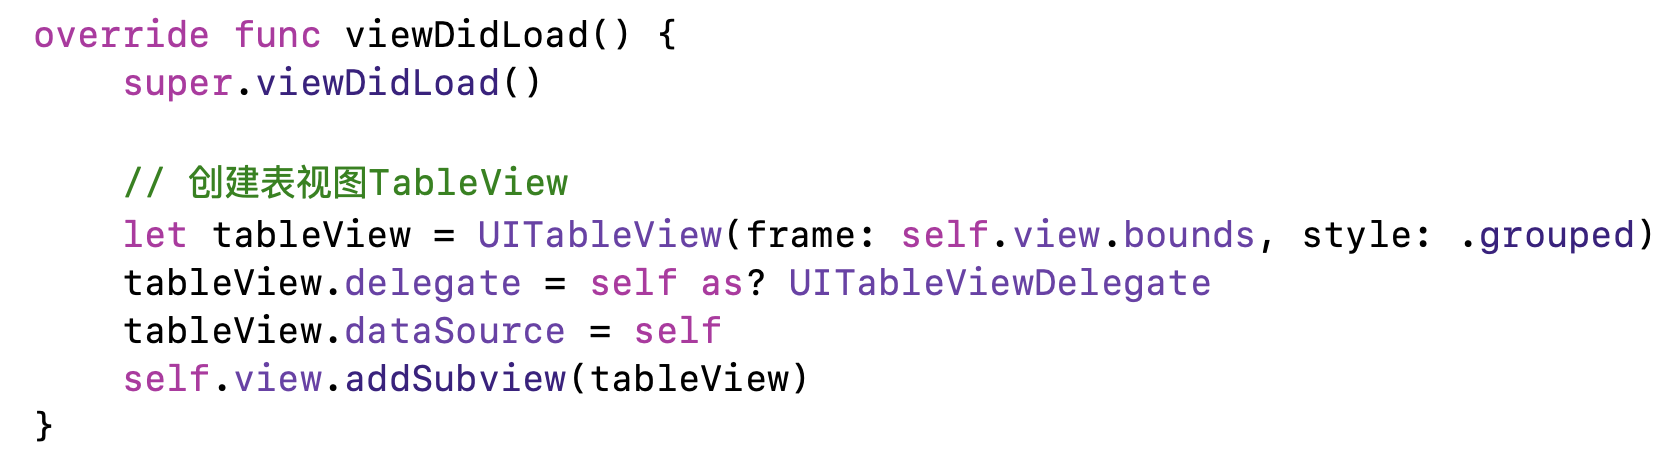 override func viewDidLoad() {
    super.viewDidLoad()

    // 创建表视图TableView
    let tableView = UITableView(frame: self.view.bounds, style: .grouped)
    tableView.delegate = self as? UITableViewDelegate
    tableView.dataSource = self
    self.view.addSubview(tableView)
}